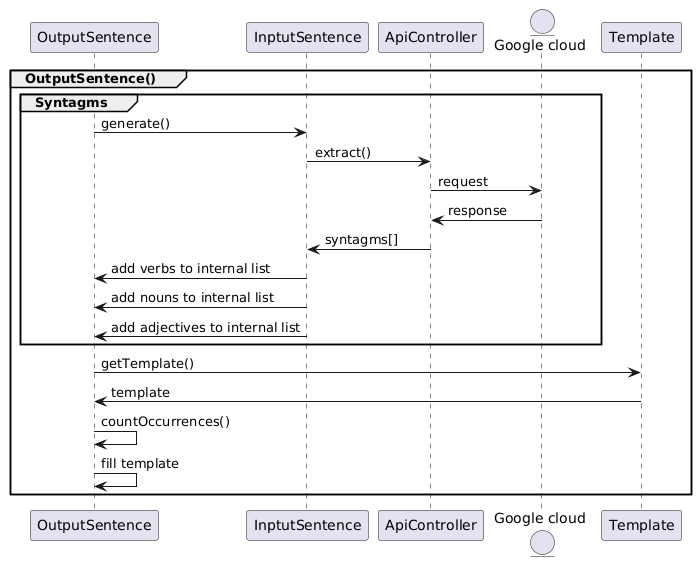 OutputSentence
InptutSentence
ApiController
Google cloud
Template
OutputSentence()
Syntagms
generate()
extract()
request
response
syntagms[]
add verbs to internal list
add nouns to internal list
add adjectives to internal list
getTemplate()
template
countOccurrences()
fill template
OutputSentence
InptutSentence
ApiController
Google cloud
Template